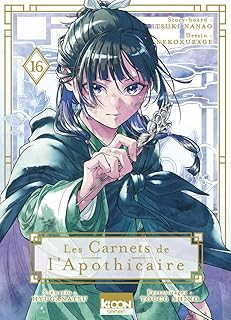 Story-board :
ITSUKI NANAO
Dessin :
NEKOKURAGE
16
Les Carnets de
l'Apothicaire
Scénario :
HYUGANATSU
Personnages :
TOUCO SHINO
KI-OON
seinen